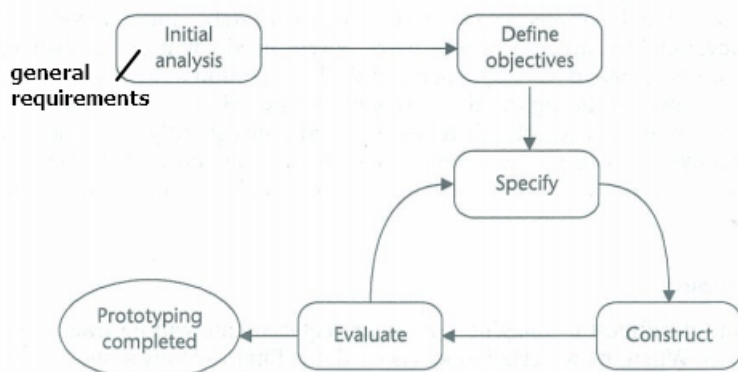 Initial
analysis
Define
objectives
general
requirements
Specify
Prototyping
completed
Evaluate
Construct